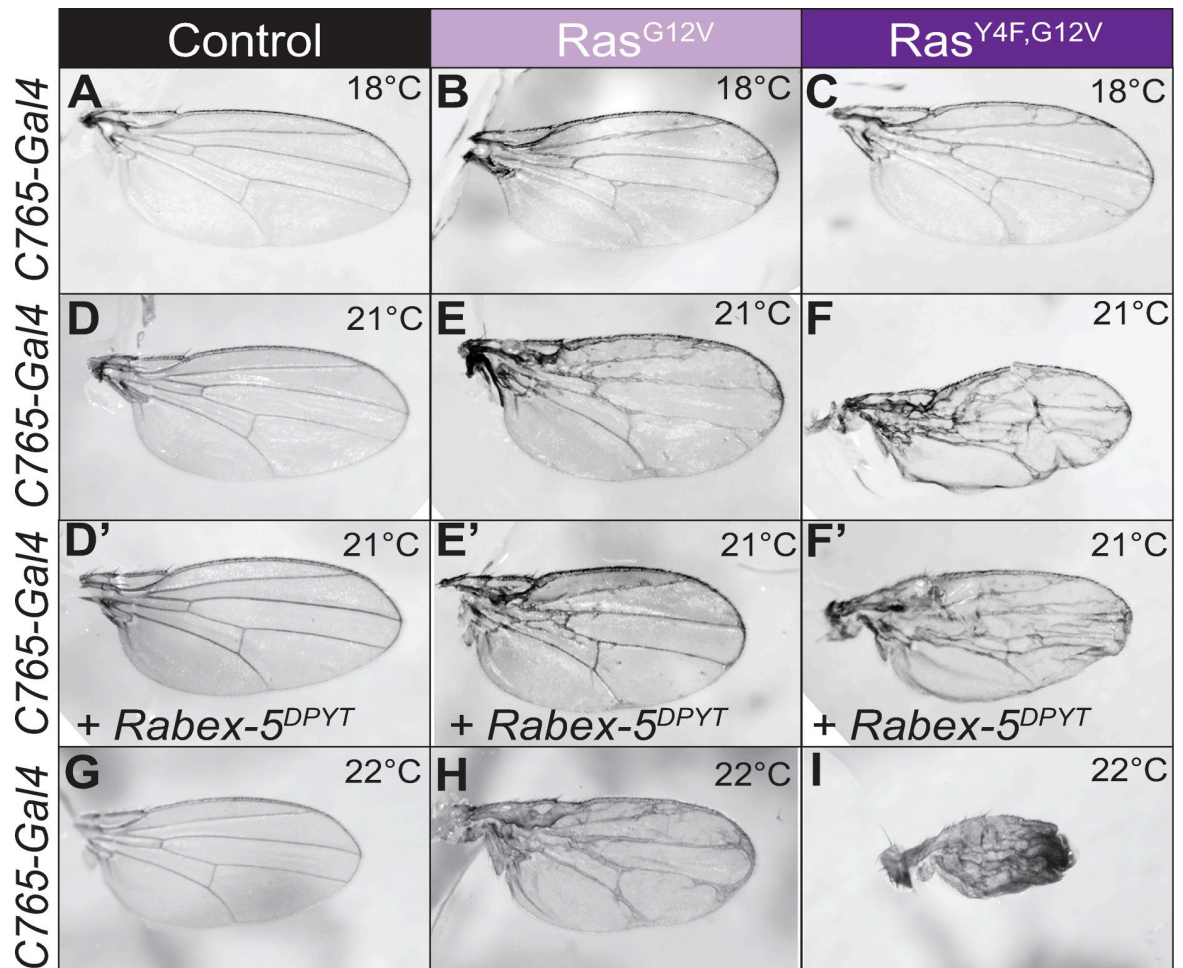 Control Ras^G12V Ras^Y4F,G12V
C765-Gal4 A 18°C B 18°C C 18°C
C765-Gal4 D 21°C E 21°C F 21°C
C765-Gal4 D’ 21°C E’ 21°C F’ 21°C
+ Rabex-5^DPYT + Rabex-5^DPYT + Rabex-5^DPYT
C765-Gal4 G 22°C H 22°C I 22°C